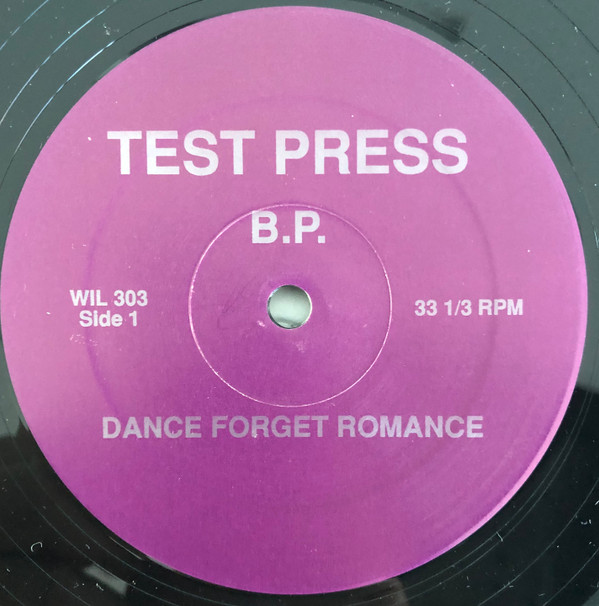 TEST PRESS
B.P.
WIL 303
Side 1
33 1/3 RPM
DANCE FORGET ROMANCE